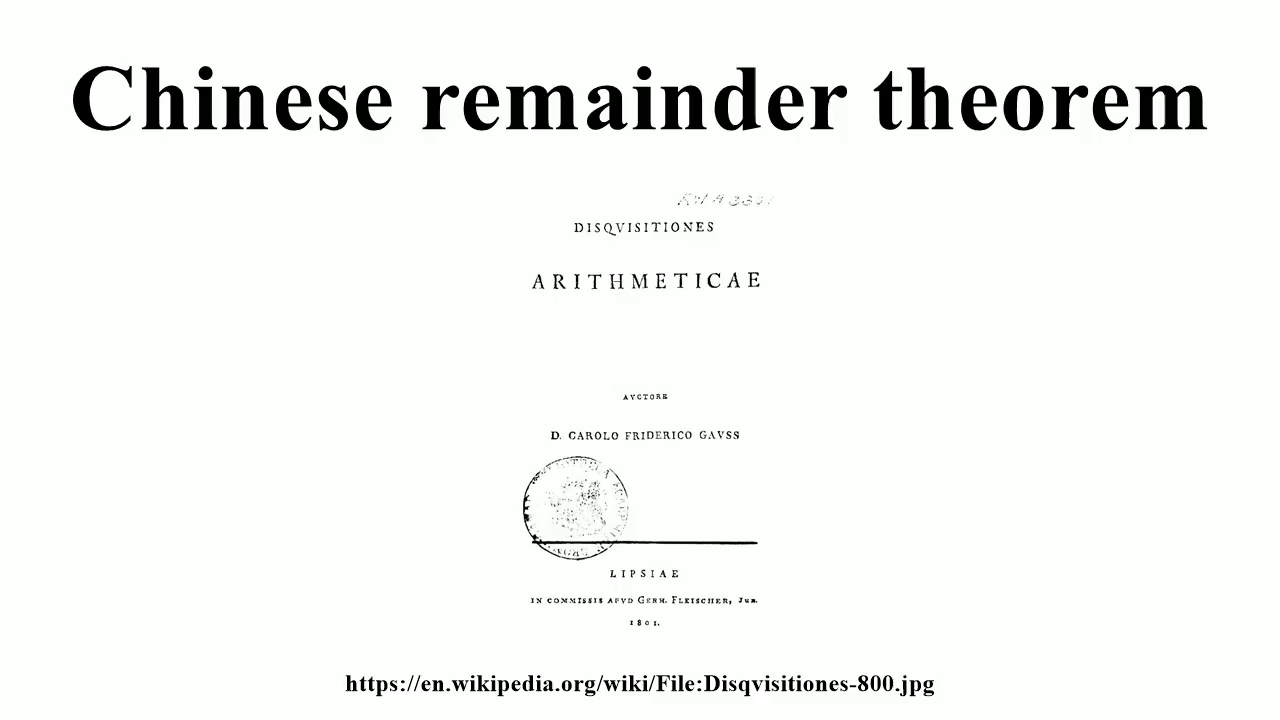 Chinese remainder theorem
DISQVISITIONES
ARITHMETICAE
AVCTORE
D. CAROLO FRIDERICO GAVSS
LIPSIAE
IN COMMISSIS APVD GERH. FLEISCHER, Jun.
1801.
https://en.wikipedia.org/wiki/File:Disqvisitiones-800.jpg